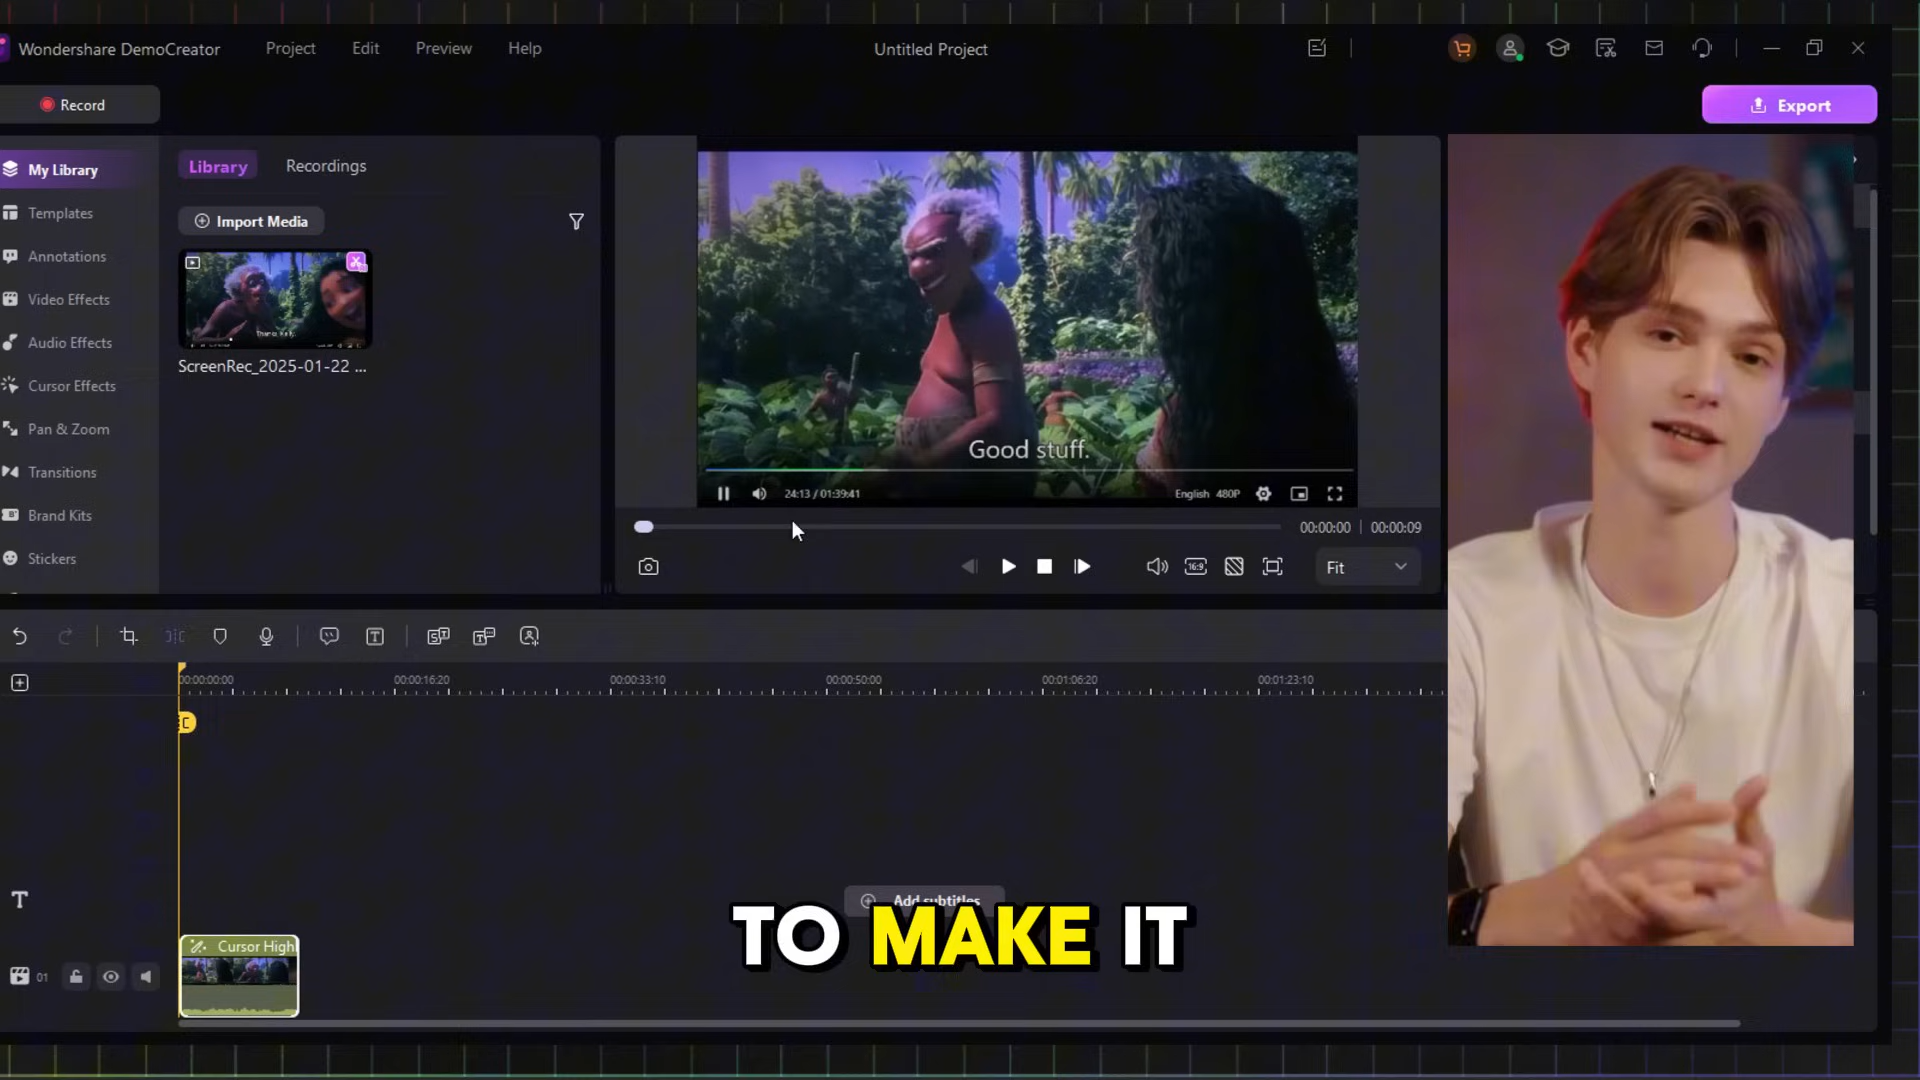 Wondershare DemoCreator
Project
Edit
Preview
Help
Untitled Project
Record
Export
My Library
Templates
Annotations
Video Effects
Audio Effects
Cursor Effects
Pan & Zoom
Transitions
Brand Kits
Stickers
Library
Recordings
Import Media
ScreenRec_2025-01-22 ...
Good stuff.
24:13 / 01:39:41
English 480P
00:00:00 | 00:00:09
16:9
Fit
00:00:00:00
00:00:16:20
00:00:33:10
00:00:50:00
00:01:06:20
00:01:23:10
Add subtitles
TO MAKE IT
Cursor High
01